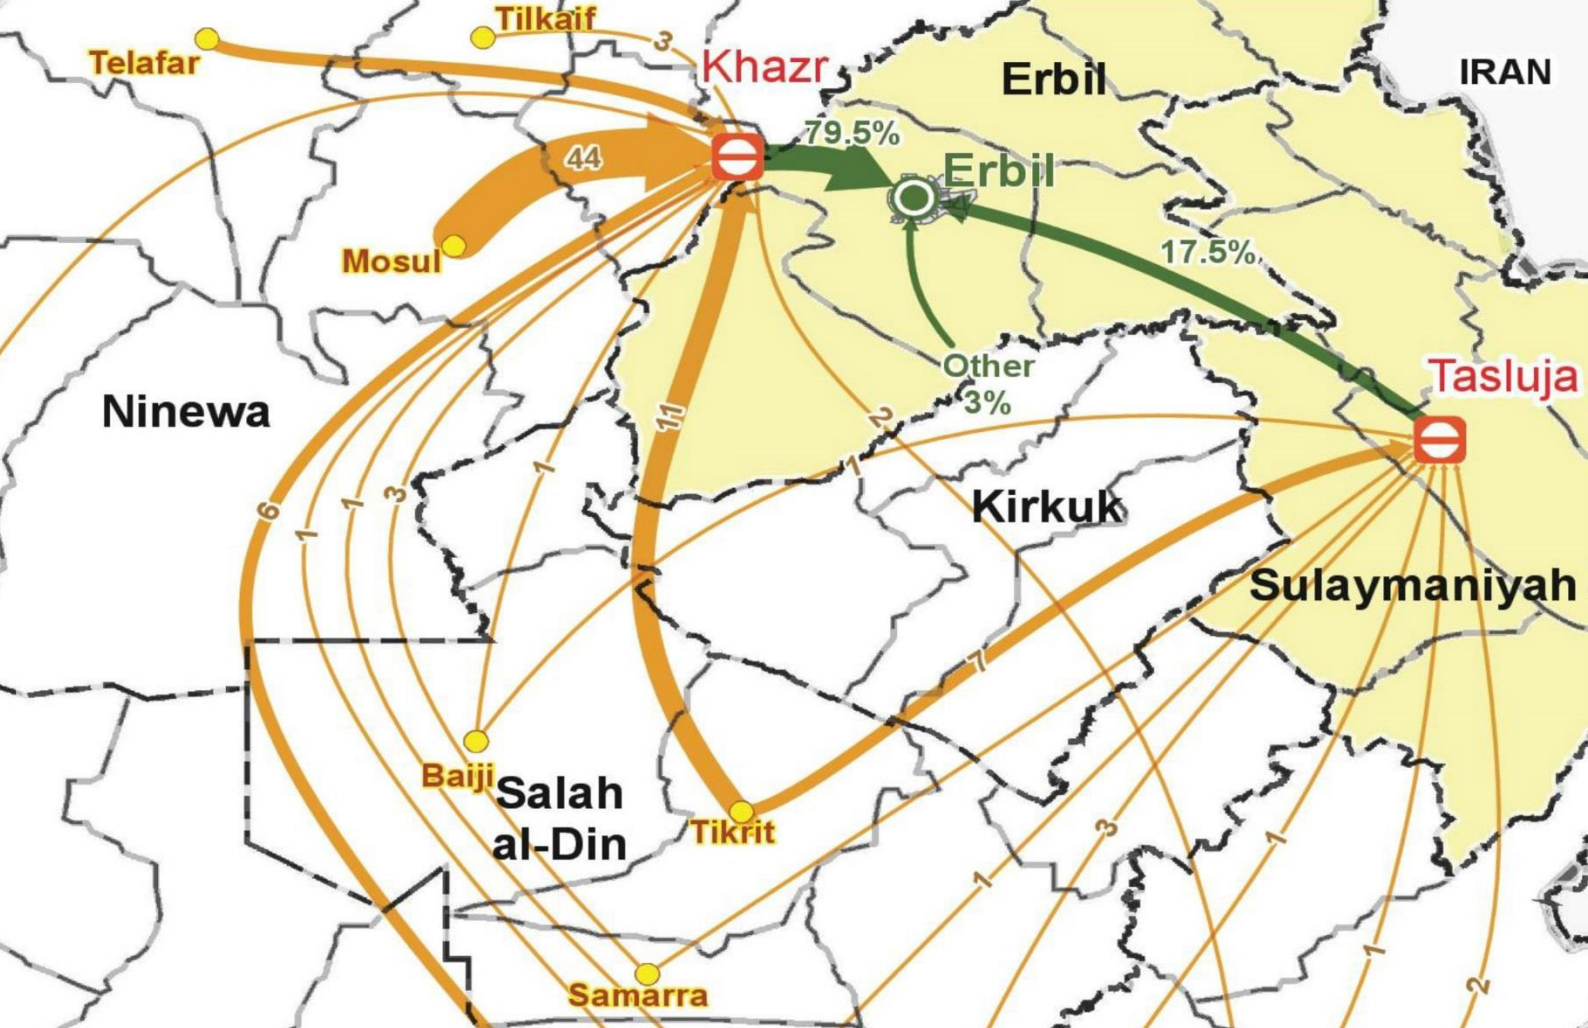 Tilkaif
3
Telafar
Khazr
Erbil
IRAN
79.5%
44
Erbil
Mosul
17.5%
Other
3%
Tasluja
Ninewa
11
2
1
1
6
1
1
3
Kirkuk
Sulaymaniyah
7
Baiji
Salah
al-Din
Tikrit
3
1
1
1
2
Samarra